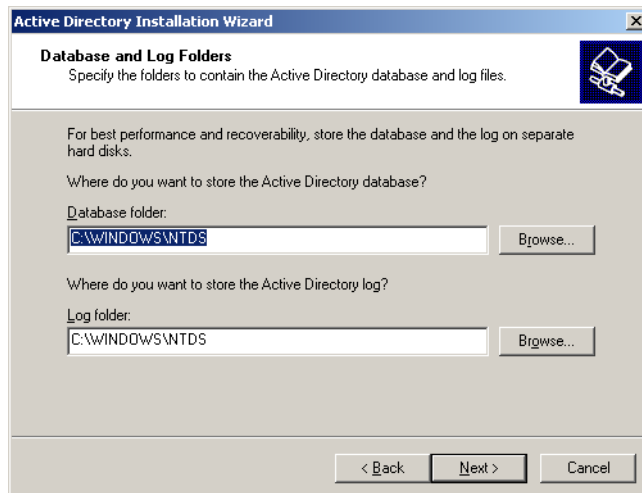 Active Directory Installation Wizard
Database and Log Folders
Specify the folders to contain the Active Directory database and log files.
For best performance and recoverability, store the database and the log on separate
hard disks.
Where do you want to store the Active Directory database?
Database folder:
C:\WINDOWS\NTDS
Browse...
Where do you want to store the Active Directory log?
Log folder:
C:\WINDOWS\NTDS
Browse...
< Back
Next >
Cancel